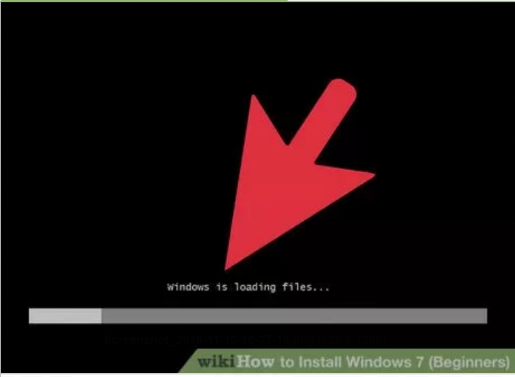 Windows is loading files...
wikiHow to Install Windows 7 (Beginners)